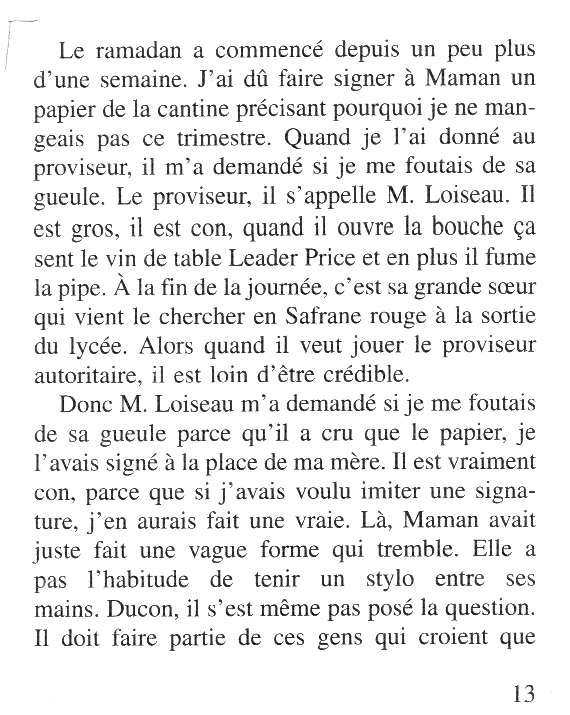 Le ramadan a commencé depuis un peu plus
d'une semaine. J'ai dû faire signer à Maman un
papier de la cantine précisant pourquoi je ne man-
geais pas ce trimestre. Quand je l'ai donné au
proviseur, il m'a demandé si je me foutais de sa
gueule. Le proviseur, il s'appelle M. Loiseau. Il
est gros, il est con, quand il ouvre la bouche ça
sent le vin de table Leader Price et en plus il fume
la pipe. À la fin de la journée, c'est sa grande sœur
qui vient le chercher en Safrane rouge à la sortie
du lycée. Alors quand il veut jouer le proviseur
autoritaire, il est loin d'être crédible.
Donc M. Loiseau m'a demandé si je me foutais
de sa gueule parce qu'il a cru que le papier, je
l'avais signé à la place de ma mère. Il est vraiment
con, parce que si j'avais voulu imiter une signa-
ture, j'en aurais fait une vraie. Là, Maman avait
juste fait une vague forme qui tremble. Elle a
pas l'habitude de tenir un stylo entre ses
mains. Ducon, il s'est même pas posé la question.
Il doit faire partie de ces gens qui croient que
13